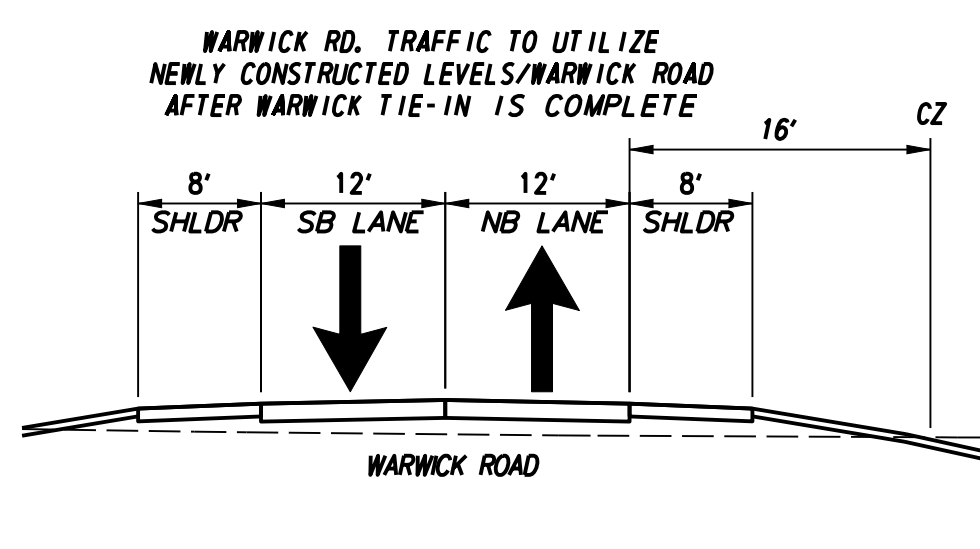 WARWICK RD. TRAFFIC TO UTILIZE
NEWLY CONSTRUCTED LEVELS/WARWICK ROAD
AFTER WARWICK TIE-IN IS COMPLETE
CZ
16'
8' 12' 12' 8'
SHLDR SB LANE NB LANE SHLDR
WARWICK ROAD